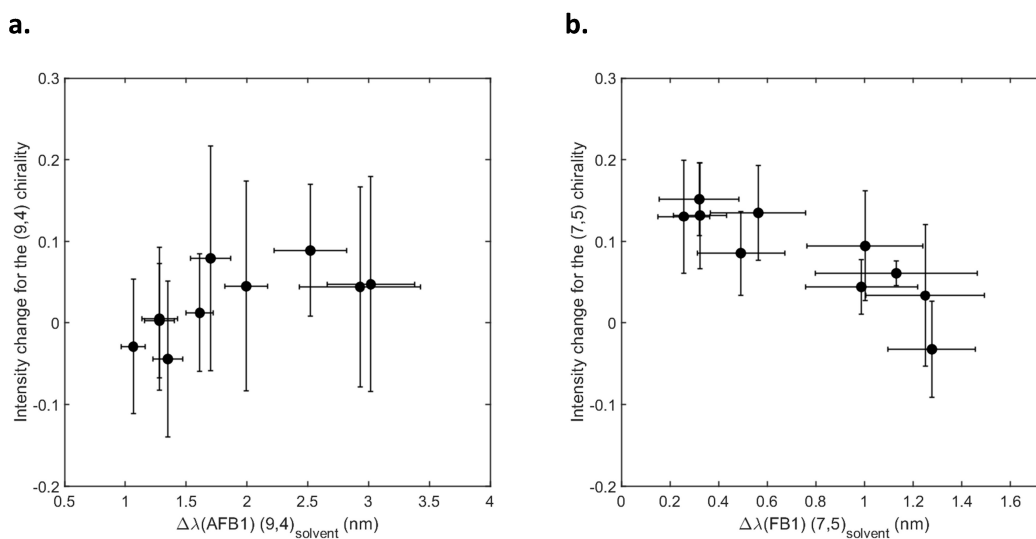 a.
0.3
0.2
0.1
0
-0.1
-0.2
0.5 1 1.5 2 2.5 3 3.5 4
Intensity change for the (9,4) chirality
Δλ(AFB1) (9,4)solvent (nm)
b.
0.3
0.2
0.1
0
-0.1
-0.2
0 0.2 0.4 0.6 0.8 1 1.2 1.4 1.6
Intensity change for the (7,5) chirality
Δλ(FB1) (7,5)solvent (nm)